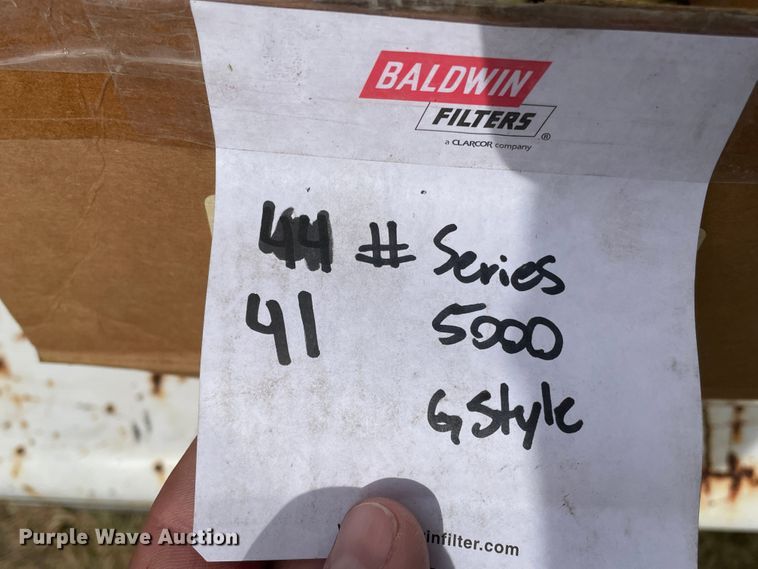 BALDWIN
FILTERS®
a CLARCOR company
44 # Series
41 5000
G Style
infilter.com
Purple Wave Auction